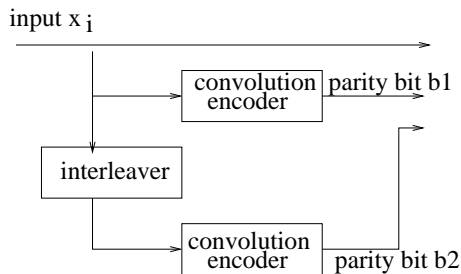 input x i
convolution
encoder
parity bit b1
interleaver
convolution
encoder
parity bit b2